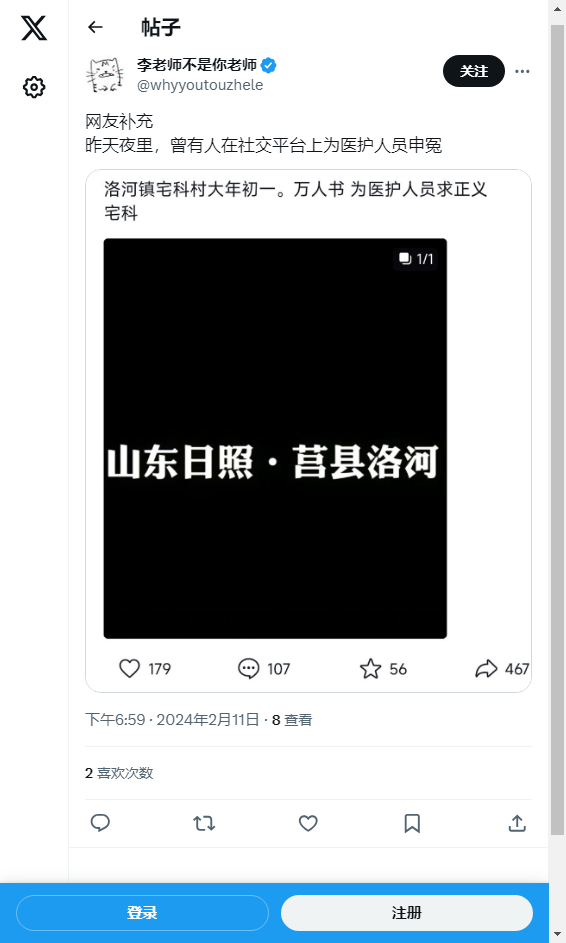 帖子
李老师不是你老师
@whyyoutouzhele
关注
网友补充
昨天夜里，曾有人在社交平台上为医护人员申冤
洛河镇宅科村大年初一。万人书 为医护人员求正义
宅科
1/1
山东日照·莒县洛河
179 107 56 467
下午6:59 · 2024年2月11日 · 8 查看
2 喜欢次数
登录 注册